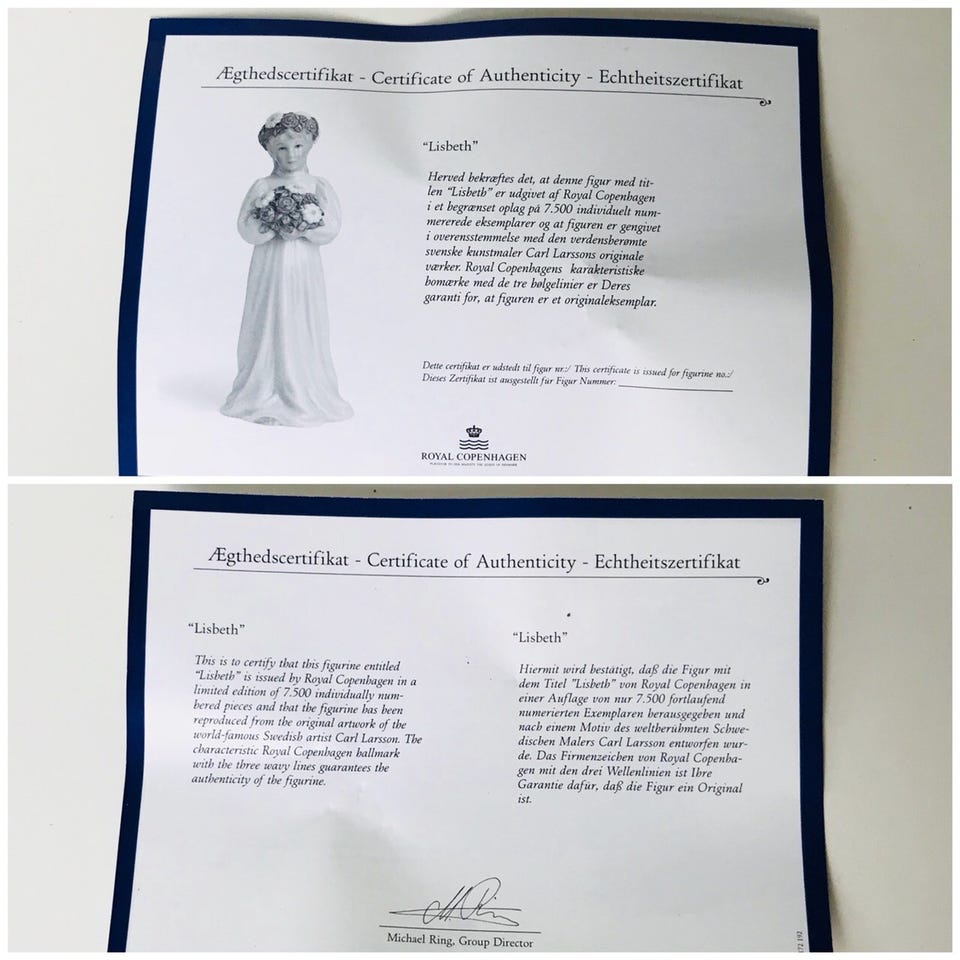 Ægthedscertifikat - Certificate of Authenticity - Echtheitszertifikat
"Lisbeth"
Herved bekræftes det, at denne figur med tit-
len "Lisbeth" er udgivet af Royal Copenhagen
i et begrænset oplag på 7.500 individuelt num-
mererede eksemplarer og at figuren er gengivet
i overensstemmelse med den verdensberømte
svenske kunstmaler Carl Larssons originale
værker. Royal Copenhagens karakteristiske
bomærke med de tre bølgelinier er Deres
garanti for, at figuren er et originaleksemplar.
Dette certifikat er udstedt til figur nr.:/ This certificate is issued for figurine no.:/
Dieses Zertifikat ist ausgestellt für Figur Nummer:
ROYAL COPENHAGEN
PURVEYOR TO HER MAJESTY THE QUEEN OF DENMARK
Ægthedscertifikat - Certificate of Authenticity - Echtheitszertifikat
"Lisbeth"
This is to certify that this figurine entitled
"Lisbeth" is issued by Royal Copenhagen in a
limited edition of 7.500 individually num-
bered pieces and that the figurine has been
reproduced from the original artwork of the
world-famous Swedish artist Carl Larsson. The
characteristic Royal Copenhagen hallmark
with the three wavy lines guarantees the
authenticity of the figurine.
"Lisbeth"
Hiermit wird bestätigt, daß die Figur mit
dem Titel "Lisbeth" von Royal Copenhagen in
einer Auflage von nur 7.500 fortlaufend
numerierten Exemplaren herausgegeben und
nach einem Motiv des weltberühmten Schwe-
dischen Malers Carl Larsson entworfen wur-
de. Das Firmenzeichen von Royal Copenha-
gen mit den drei Wellenlinien ist Ihre
Garantie dafür, daß die Figur ein Original
ist.
Michael Ring, Group Director